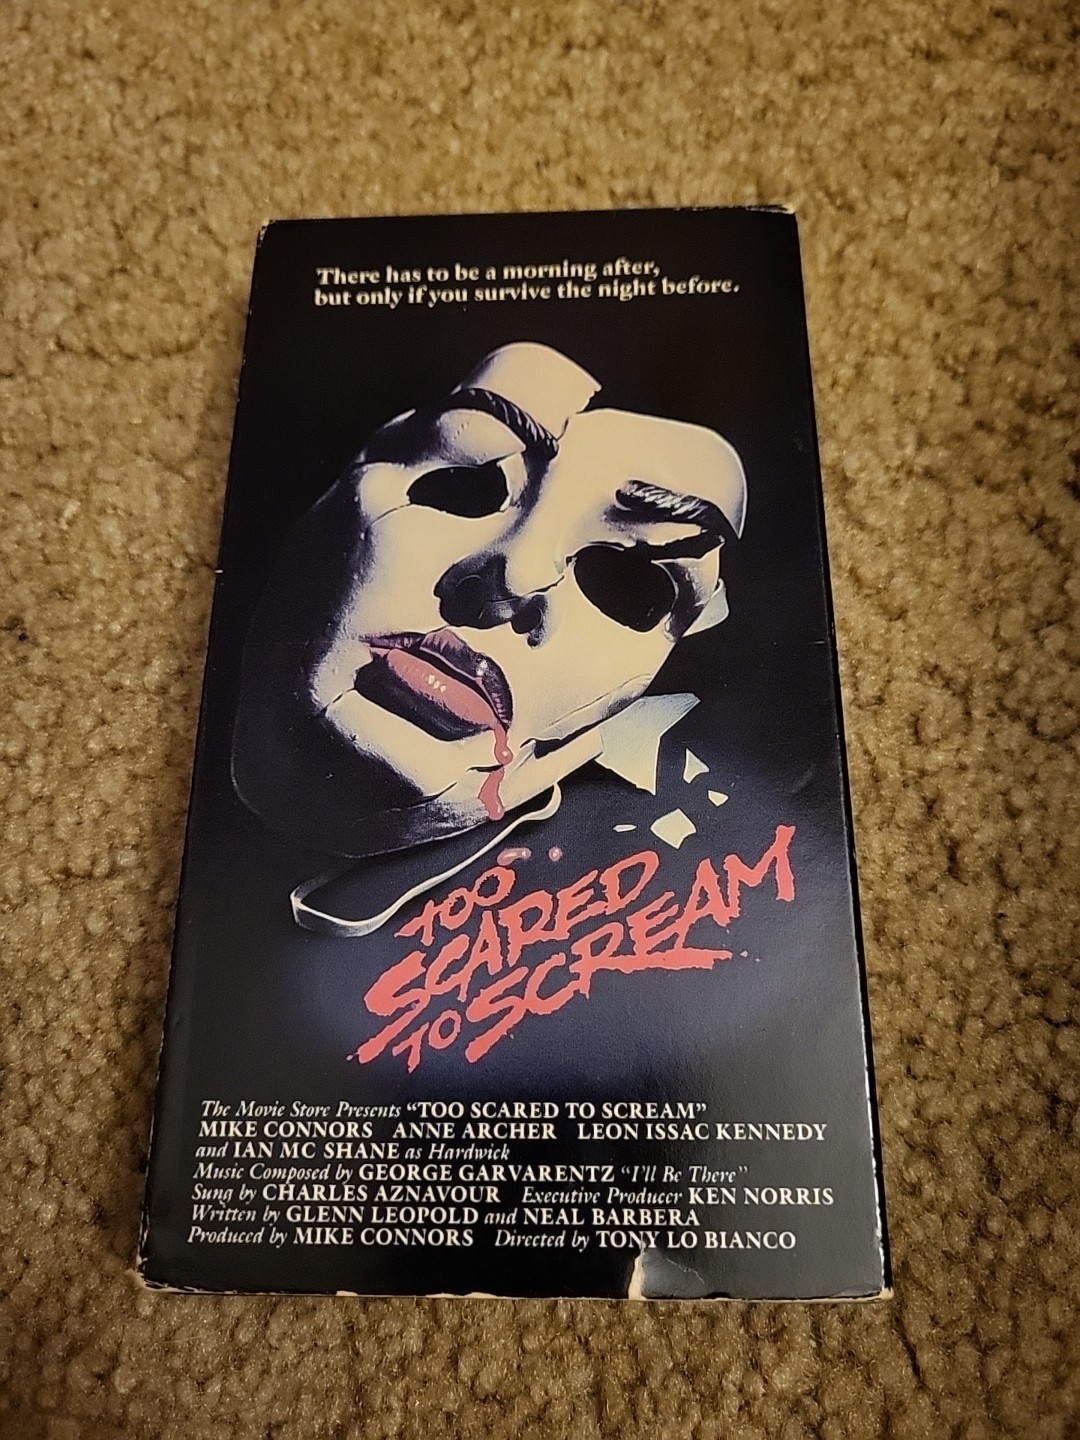 There has to be a morning after,
but only if you survive the night before.
TOO
SCARED
TO SCREAM
The Movie Store Presents "TOO SCARED TO SCREAM"
MIKE CONNORS ANNE ARCHER LEON ISSAC KENNEDY
and IAN MC SHANE as Hardwick
Music Composed by GEORGE GARVARENTZ "I'll Be There"
Sung by CHARLES AZNAVOUR Executive Producer KEN NORRIS
Written by GLENN LEOPOLD and NEAL BARBERA
Produced by MIKE CONNORS Directed by TONY LO BIANCO